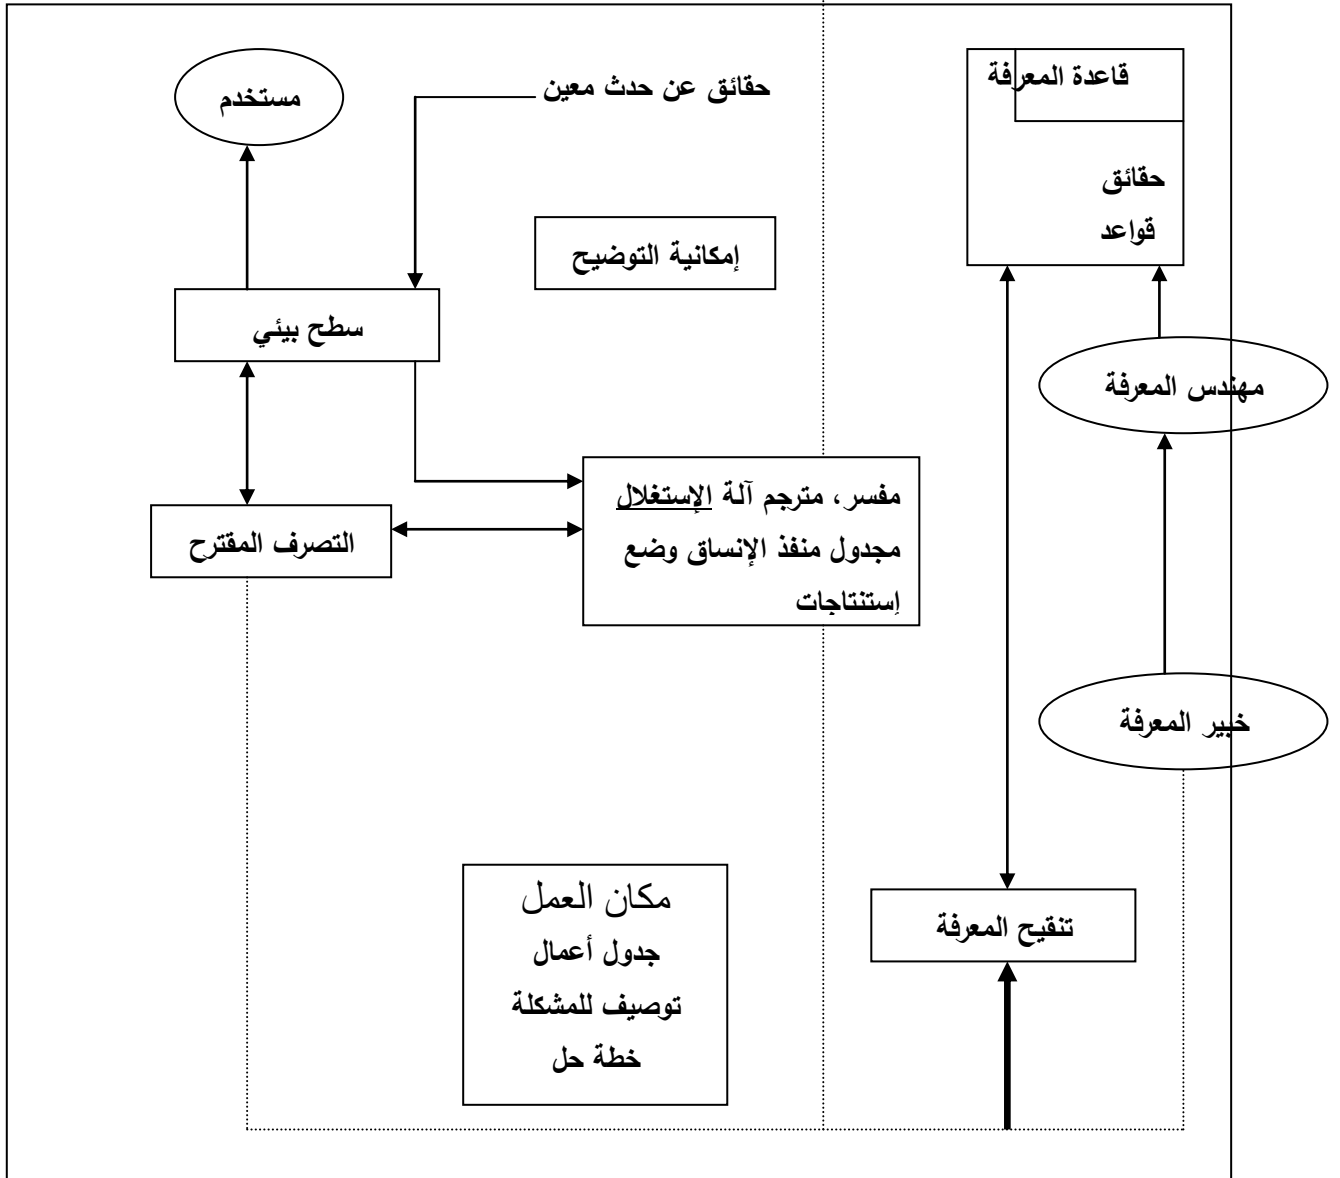 قاعدة المعرفة
حقائق
قواعد
حقائق عن حدث معين
مستخدم
إمكانية التوضيح
سطح بيئي
مهندس المعرفة
مفسر، مترجم آلة الإستغلال
مجدول منفذ الإنساق وضع
إستنتاجات
التصرف المقترح
خبير المعرفة
مكان العمل
جدول أعمال
توصيف للمشكلة
خطة حل
تنقيح المعرفة